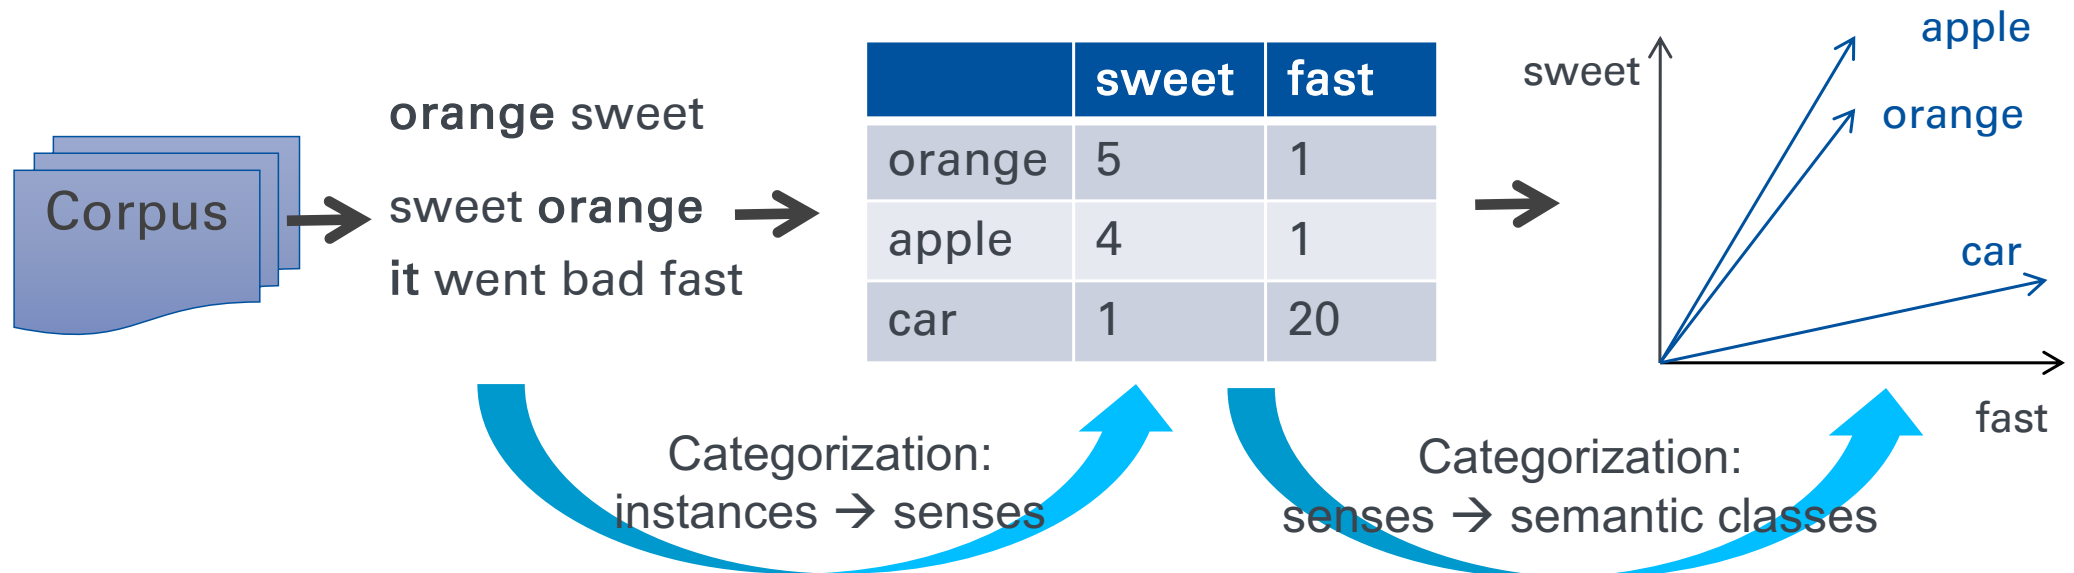 Corpus
orange sweet
sweet orange
it went bad fast
sweet fast
orange 5 1
apple 4 1
car 1 20
sweet
apple
orange
car
fast
Categorization:
instances → senses
Categorization:
senses → semantic classes